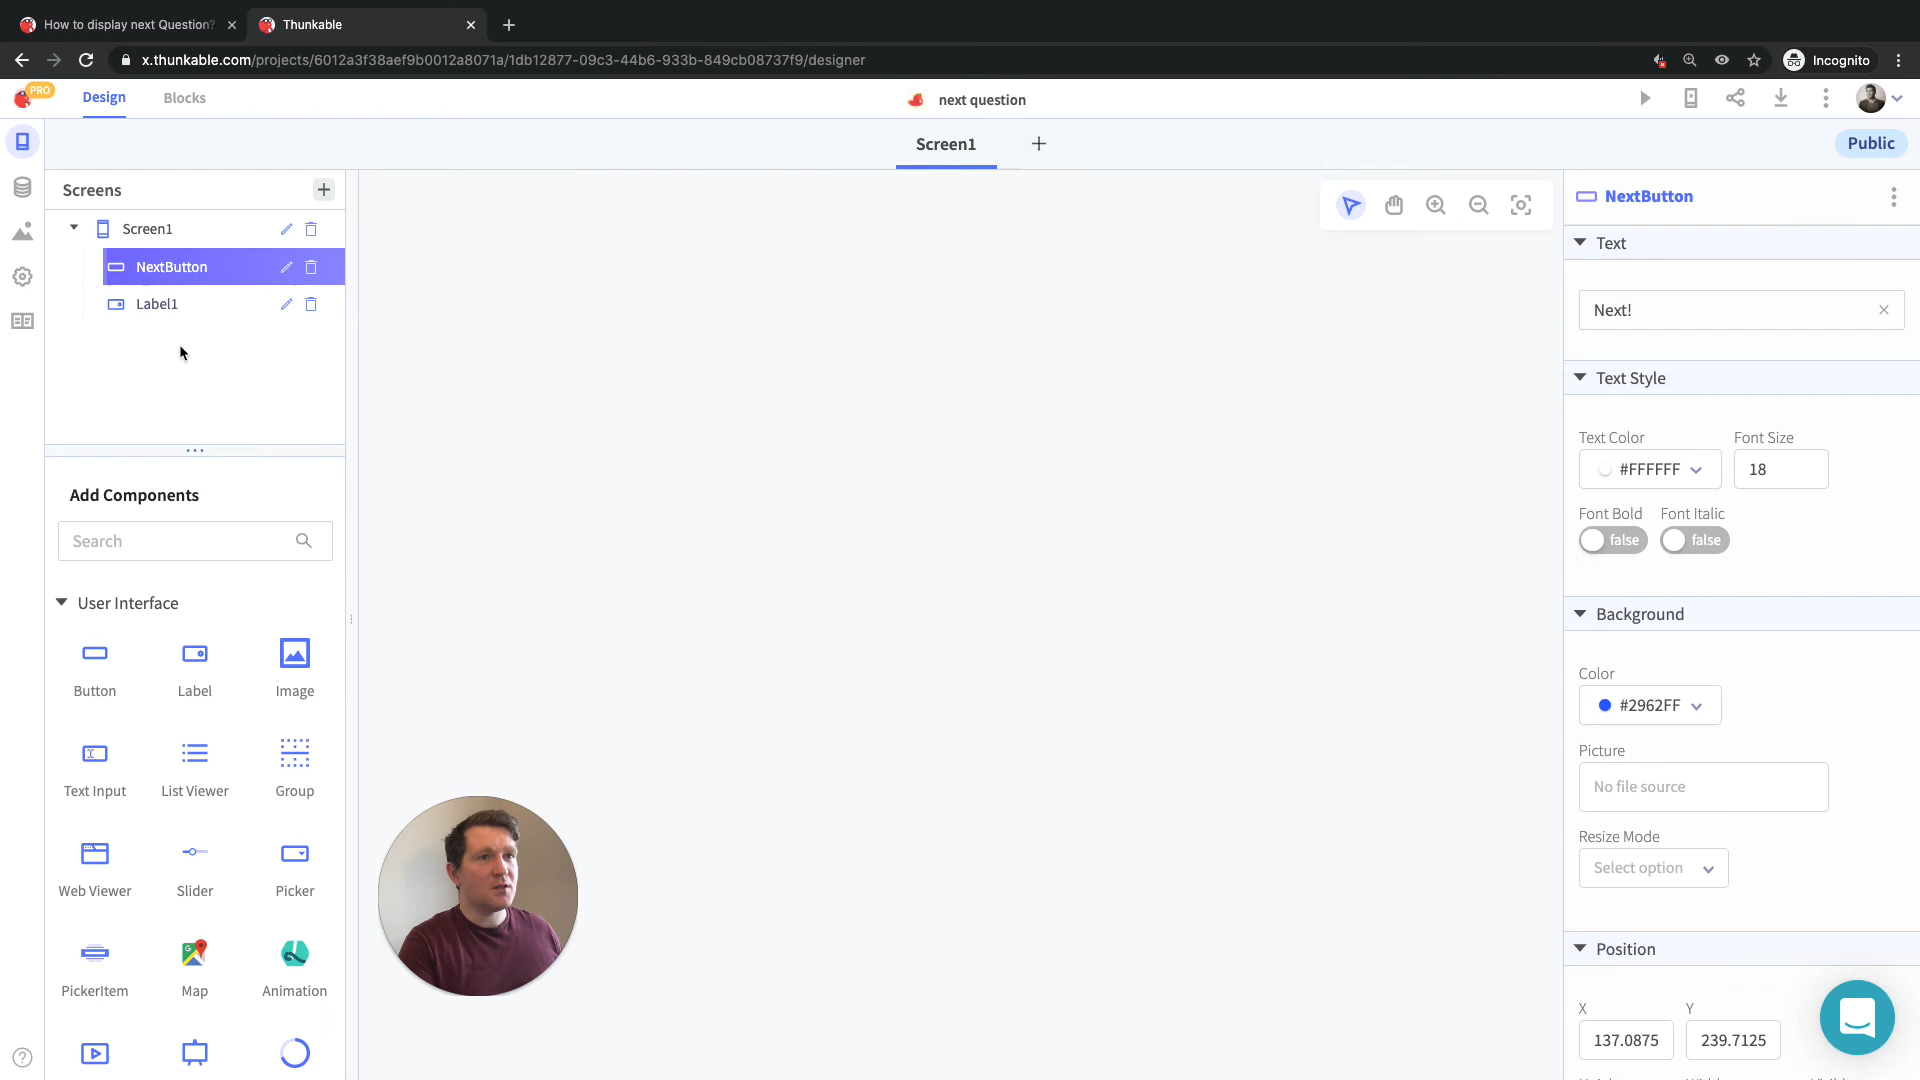 How to display next Question?
Thunkable
x.thunkable.com/projects/6012a3f38aef9b0012a8071a/1db12877-09c3-44b6-933b-849cb08737f9/designer
Incognito
PRO
Design
Blocks
next question
Screen1
Public
Screens
Screen1
NextButton
Label1
Add Components
Search
User Interface
Button
Label
Image
Text Input
List Viewer
Group
Web Viewer
Slider
Picker
PickerItem
Map
Animation
NextButton
Text
Next!
Text Style
Text Color
Font Size
#FFFFFF
18
Font Bold
Font Italic
false
false
Background
Color
#2962FF
Picture
No file source
Resize Mode
Select option
Position
X
Y
137.0875
239.7125